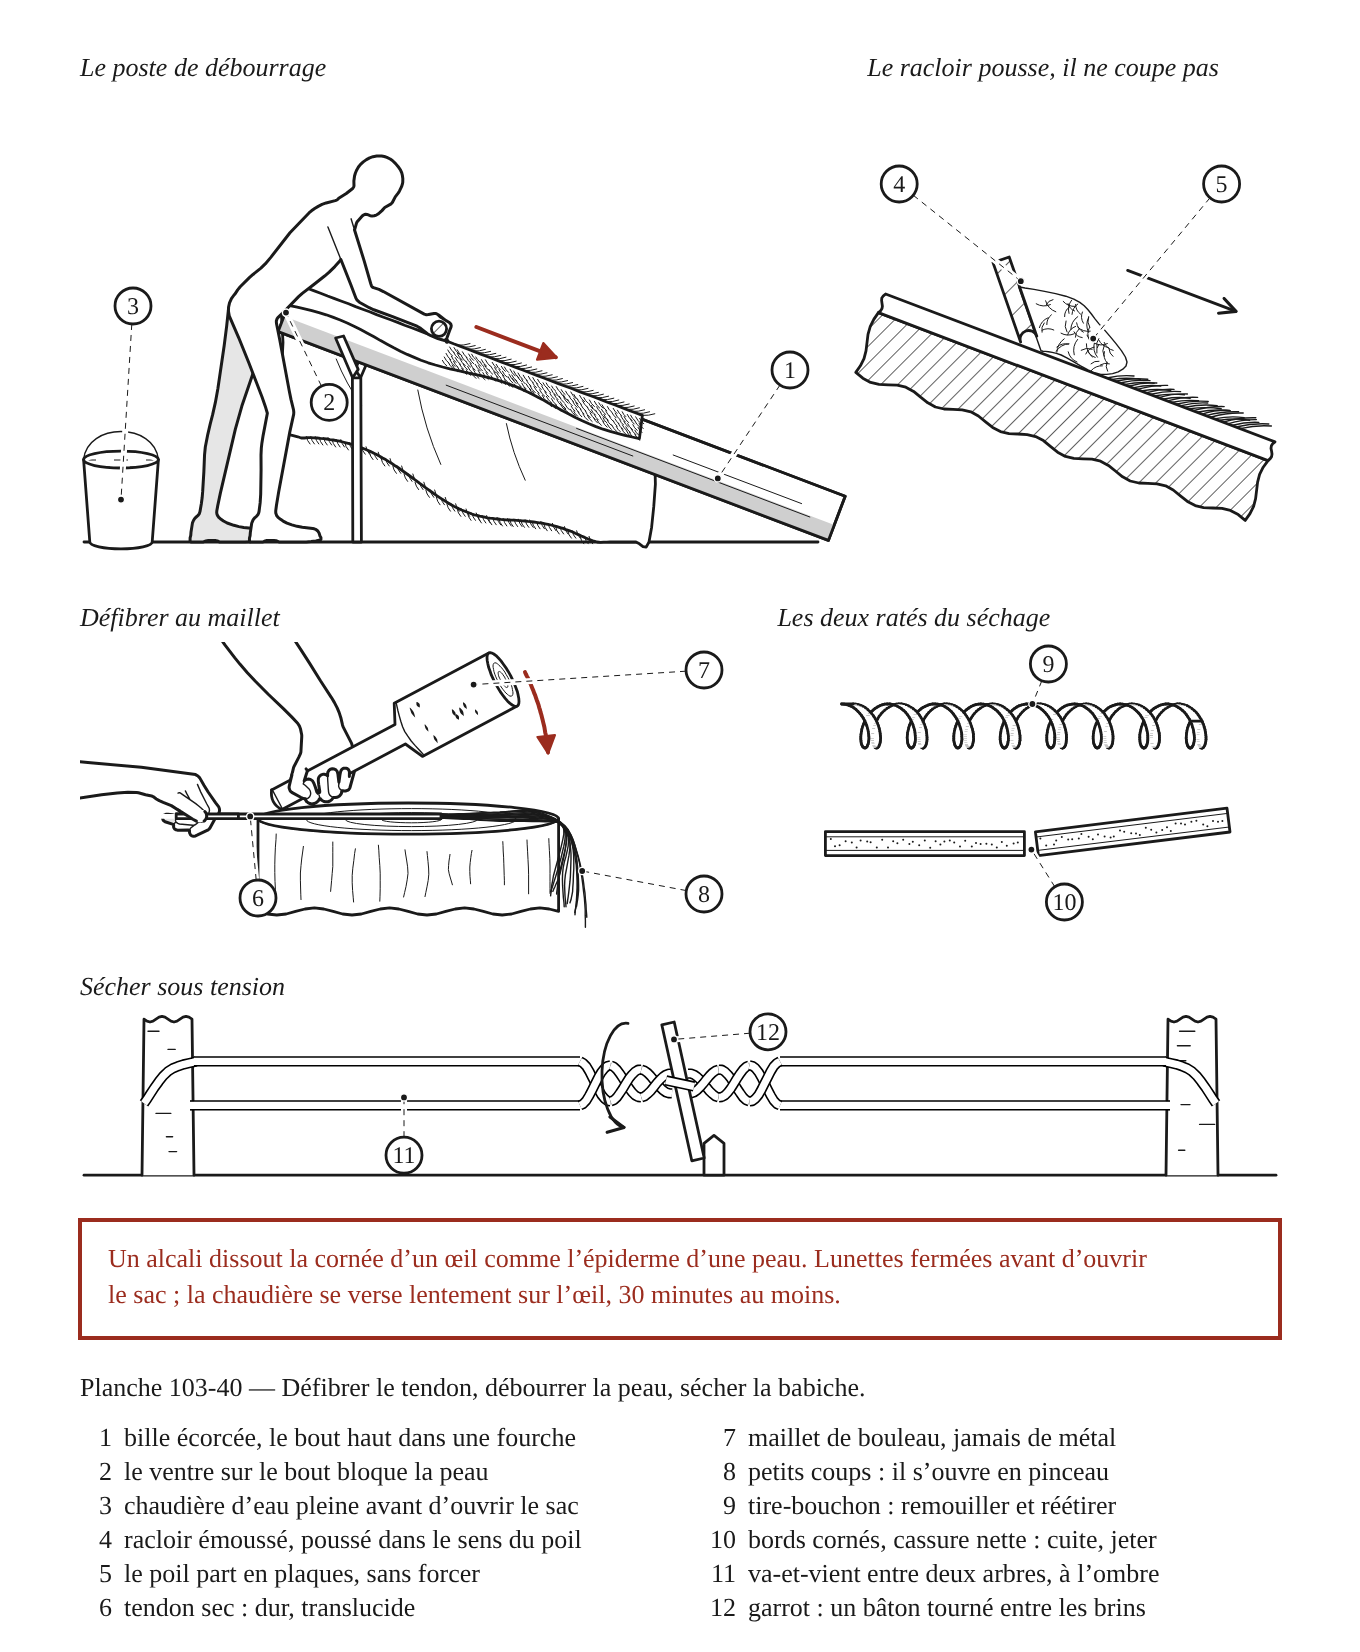 Le poste de débourrage
Le racloir pousse, il ne coupe pas
4
5
3
1
2
Défibrer au maillet
Les deux ratés du séchage
9
7
6
8
10
Sécher sous tension
12
11
Un alcali dissout la cornée d’un œil comme l’épiderme d’une peau. Lunettes fermées avant d’ouvrir
le sac ; la chaudière se verse lentement sur l’œil, 30 minutes au moins.
Planche 103-40 — Défibrer le tendon, débourrer la peau, sécher la babiche.
1 bille écorcée, le bout haut dans une fourche
2 le ventre sur le bout bloque la peau
3 chaudière d’eau pleine avant d’ouvrir le sac
4 racloir émoussé, poussé dans le sens du poil
5 le poil part en plaques, sans forcer
6 tendon sec : dur, translucide
7 maillet de bouleau, jamais de métal
8 petits coups : il s’ouvre en pinceau
9 tire-bouchon : remouiller et réétirer
10 bords cornés, cassure nette : cuite, jeter
11 va-et-vient entre deux arbres, à l’ombre
12 garrot : un bâton tourné entre les brins